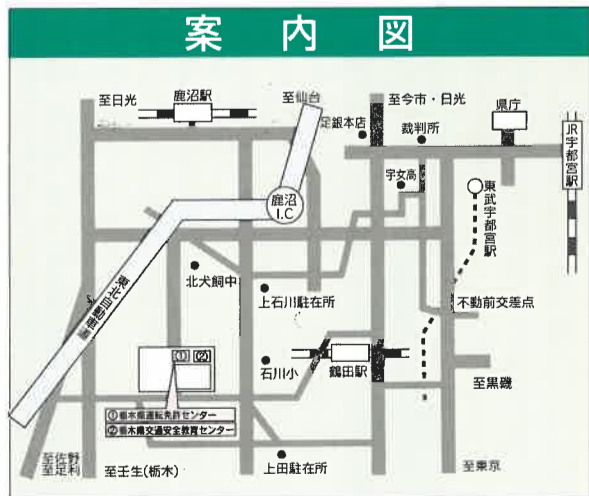 案内図
至日光
鹿沼駅
至仙台
足銀本店
至今市・日光
裁判所
県庁
JR宇都宮駅
宇女高
東武宇都宮駅
鹿沼
I.C
東北自動車道
北犬飼中
上石川駐在所
不動前交差点
①②
石川小
鶴田駅
至黒磯
①栃木県運転免許センター
②栃木県交通安全教育センター
至佐野
至足利
至壬生(栃木)
上田駐在所
至東京